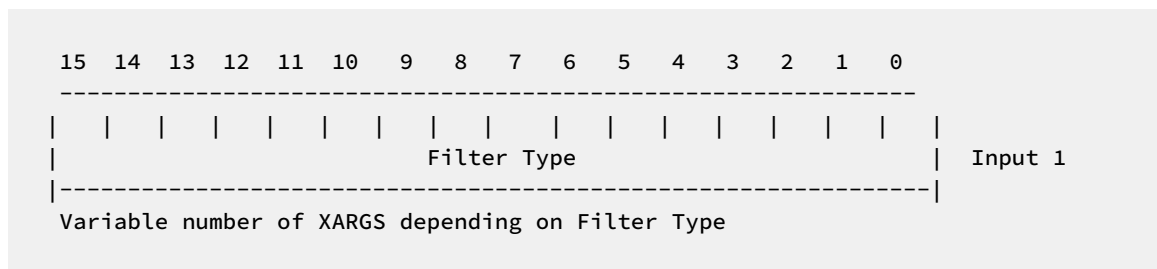 15 14 13 12 11 10 9 8 7 6 5 4 3 2 1 0
-----------------------------------------------------------------
| | | | | | | | | | | | | | | | |
| Filter Type | Input 1
|----------------------------------------------------------------|
Variable number of XARGS depending on Filter Type